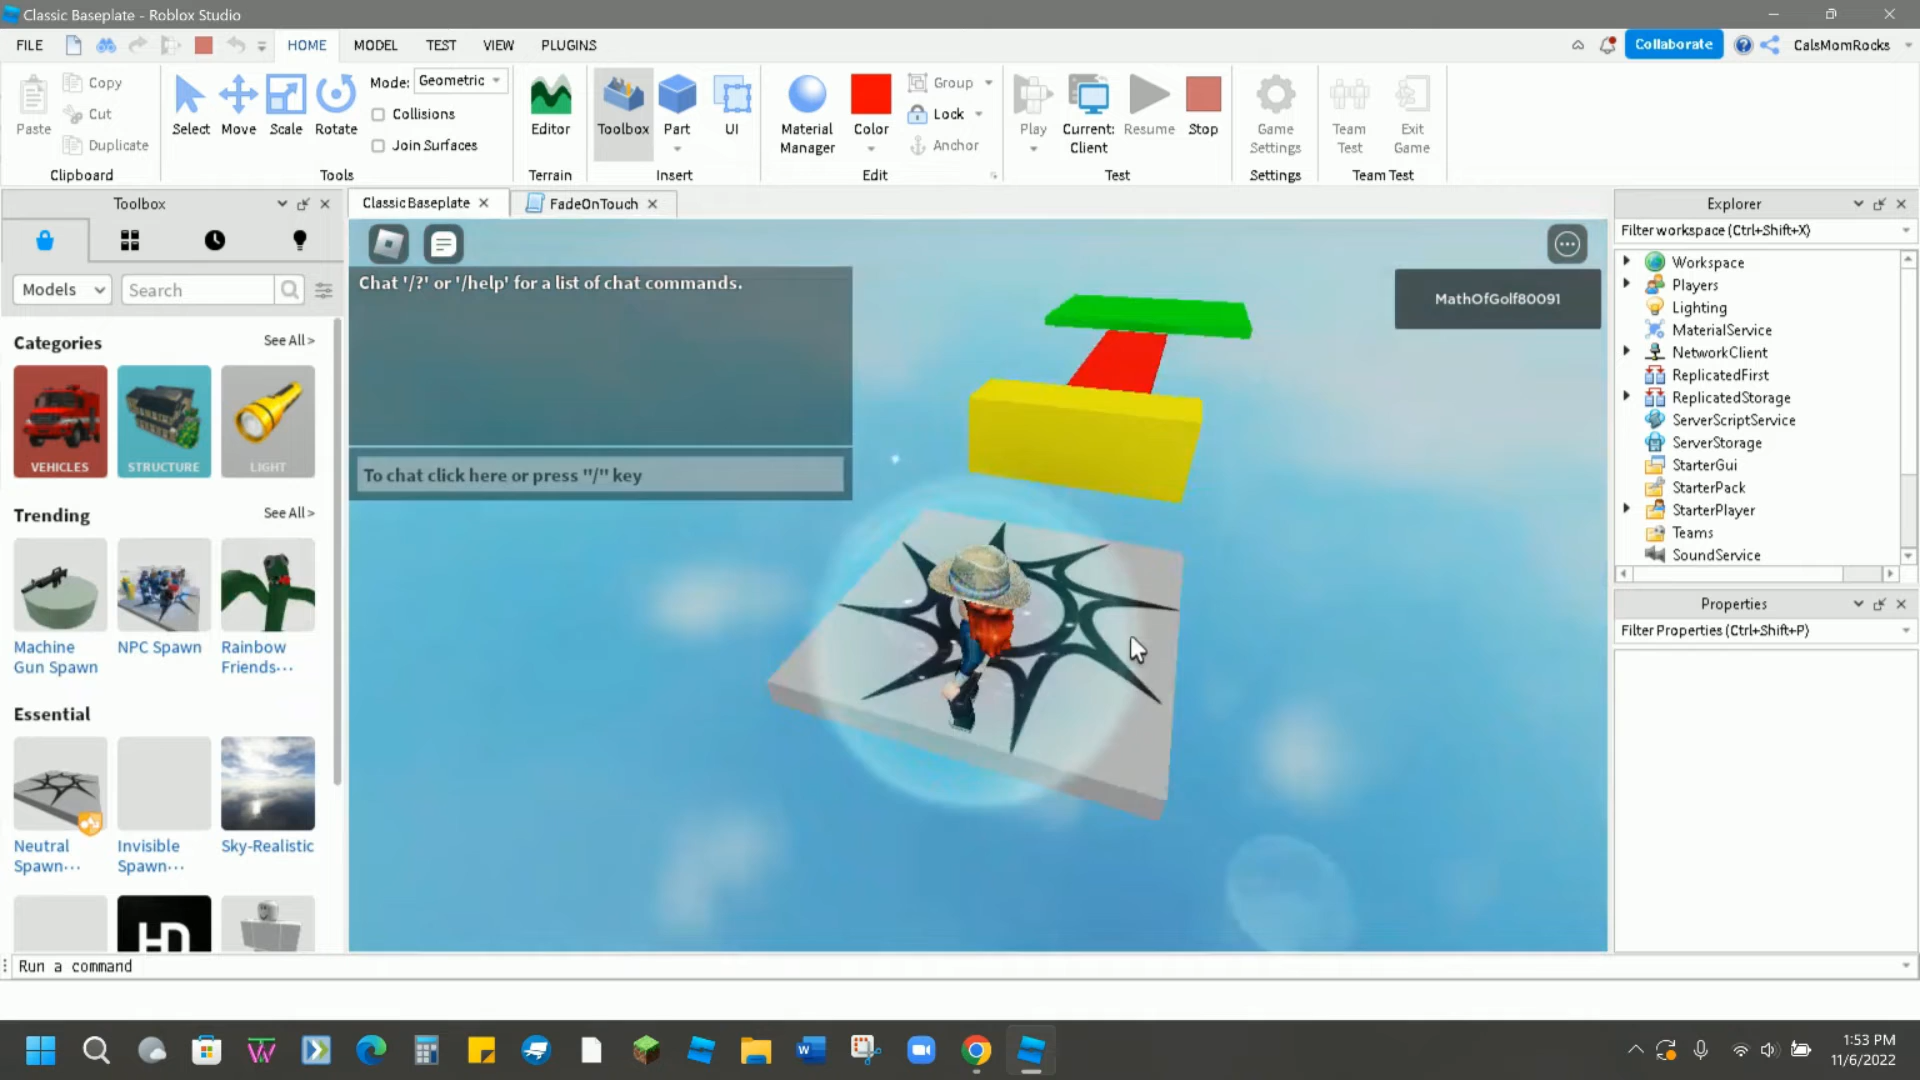 Classic Baseplate - Roblox Studio
FILE HOME MODEL TEST VIEW PLUGINS Collaborate CalsMomRocks
Paste Copy Cut Duplicate
Clipboard
Select Move Scale Rotate
Mode: Geometric
Collisions
Join Surfaces
Tools
Editor
Terrain
Toolbox Part UI
Insert
Material Manager Color
Group
Lock
Anchor
Edit
Play Current: Client Resume Stop
Test
Game Settings
Settings
Team Test Exit Game
Team Test
Toolbox
Models Search
Categories See All >
VEHICLES STRUCTURE LIGHT
Trending See All >
Machine Gun Spawn
NPC Spawn
Rainbow Friends...
Essential
Neutral Spawn...
Invisible Spawn...
Sky-Realistic
HD
Classic Baseplate FadeOnTouch
Chat '/?' or '/help' for a list of chat commands.
To chat click here or press "/" key
MathOfGolf80091
Explorer
Filter workspace (Ctrl+Shift+X)
Workspace
Players
Lighting
MaterialService
NetworkClient
ReplicatedFirst
ReplicatedStorage
ServerScriptService
ServerStorage
StarterGui
StarterPack
StarterPlayer
Teams
SoundService
Properties
Filter Properties (Ctrl+Shift+P)
Run a command
1:53 PM
11/6/2022